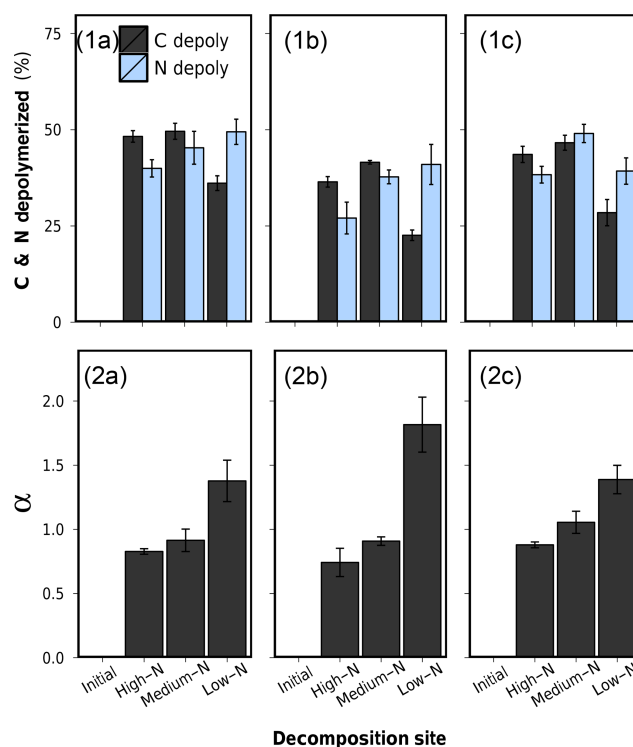 (1a)
C depoly
N depoly
(1b)
(1c)
C & N depolymerized (%)
75
50
25
0
(2a)
(2b)
(2c)
α
2.0
1.5
1.0
0.5
0.0
Initial
High−N
Medium−N
Low−N
Initial
High−N
Medium−N
Low−N
Initial
High−N
Medium−N
Low−N
Decomposition site